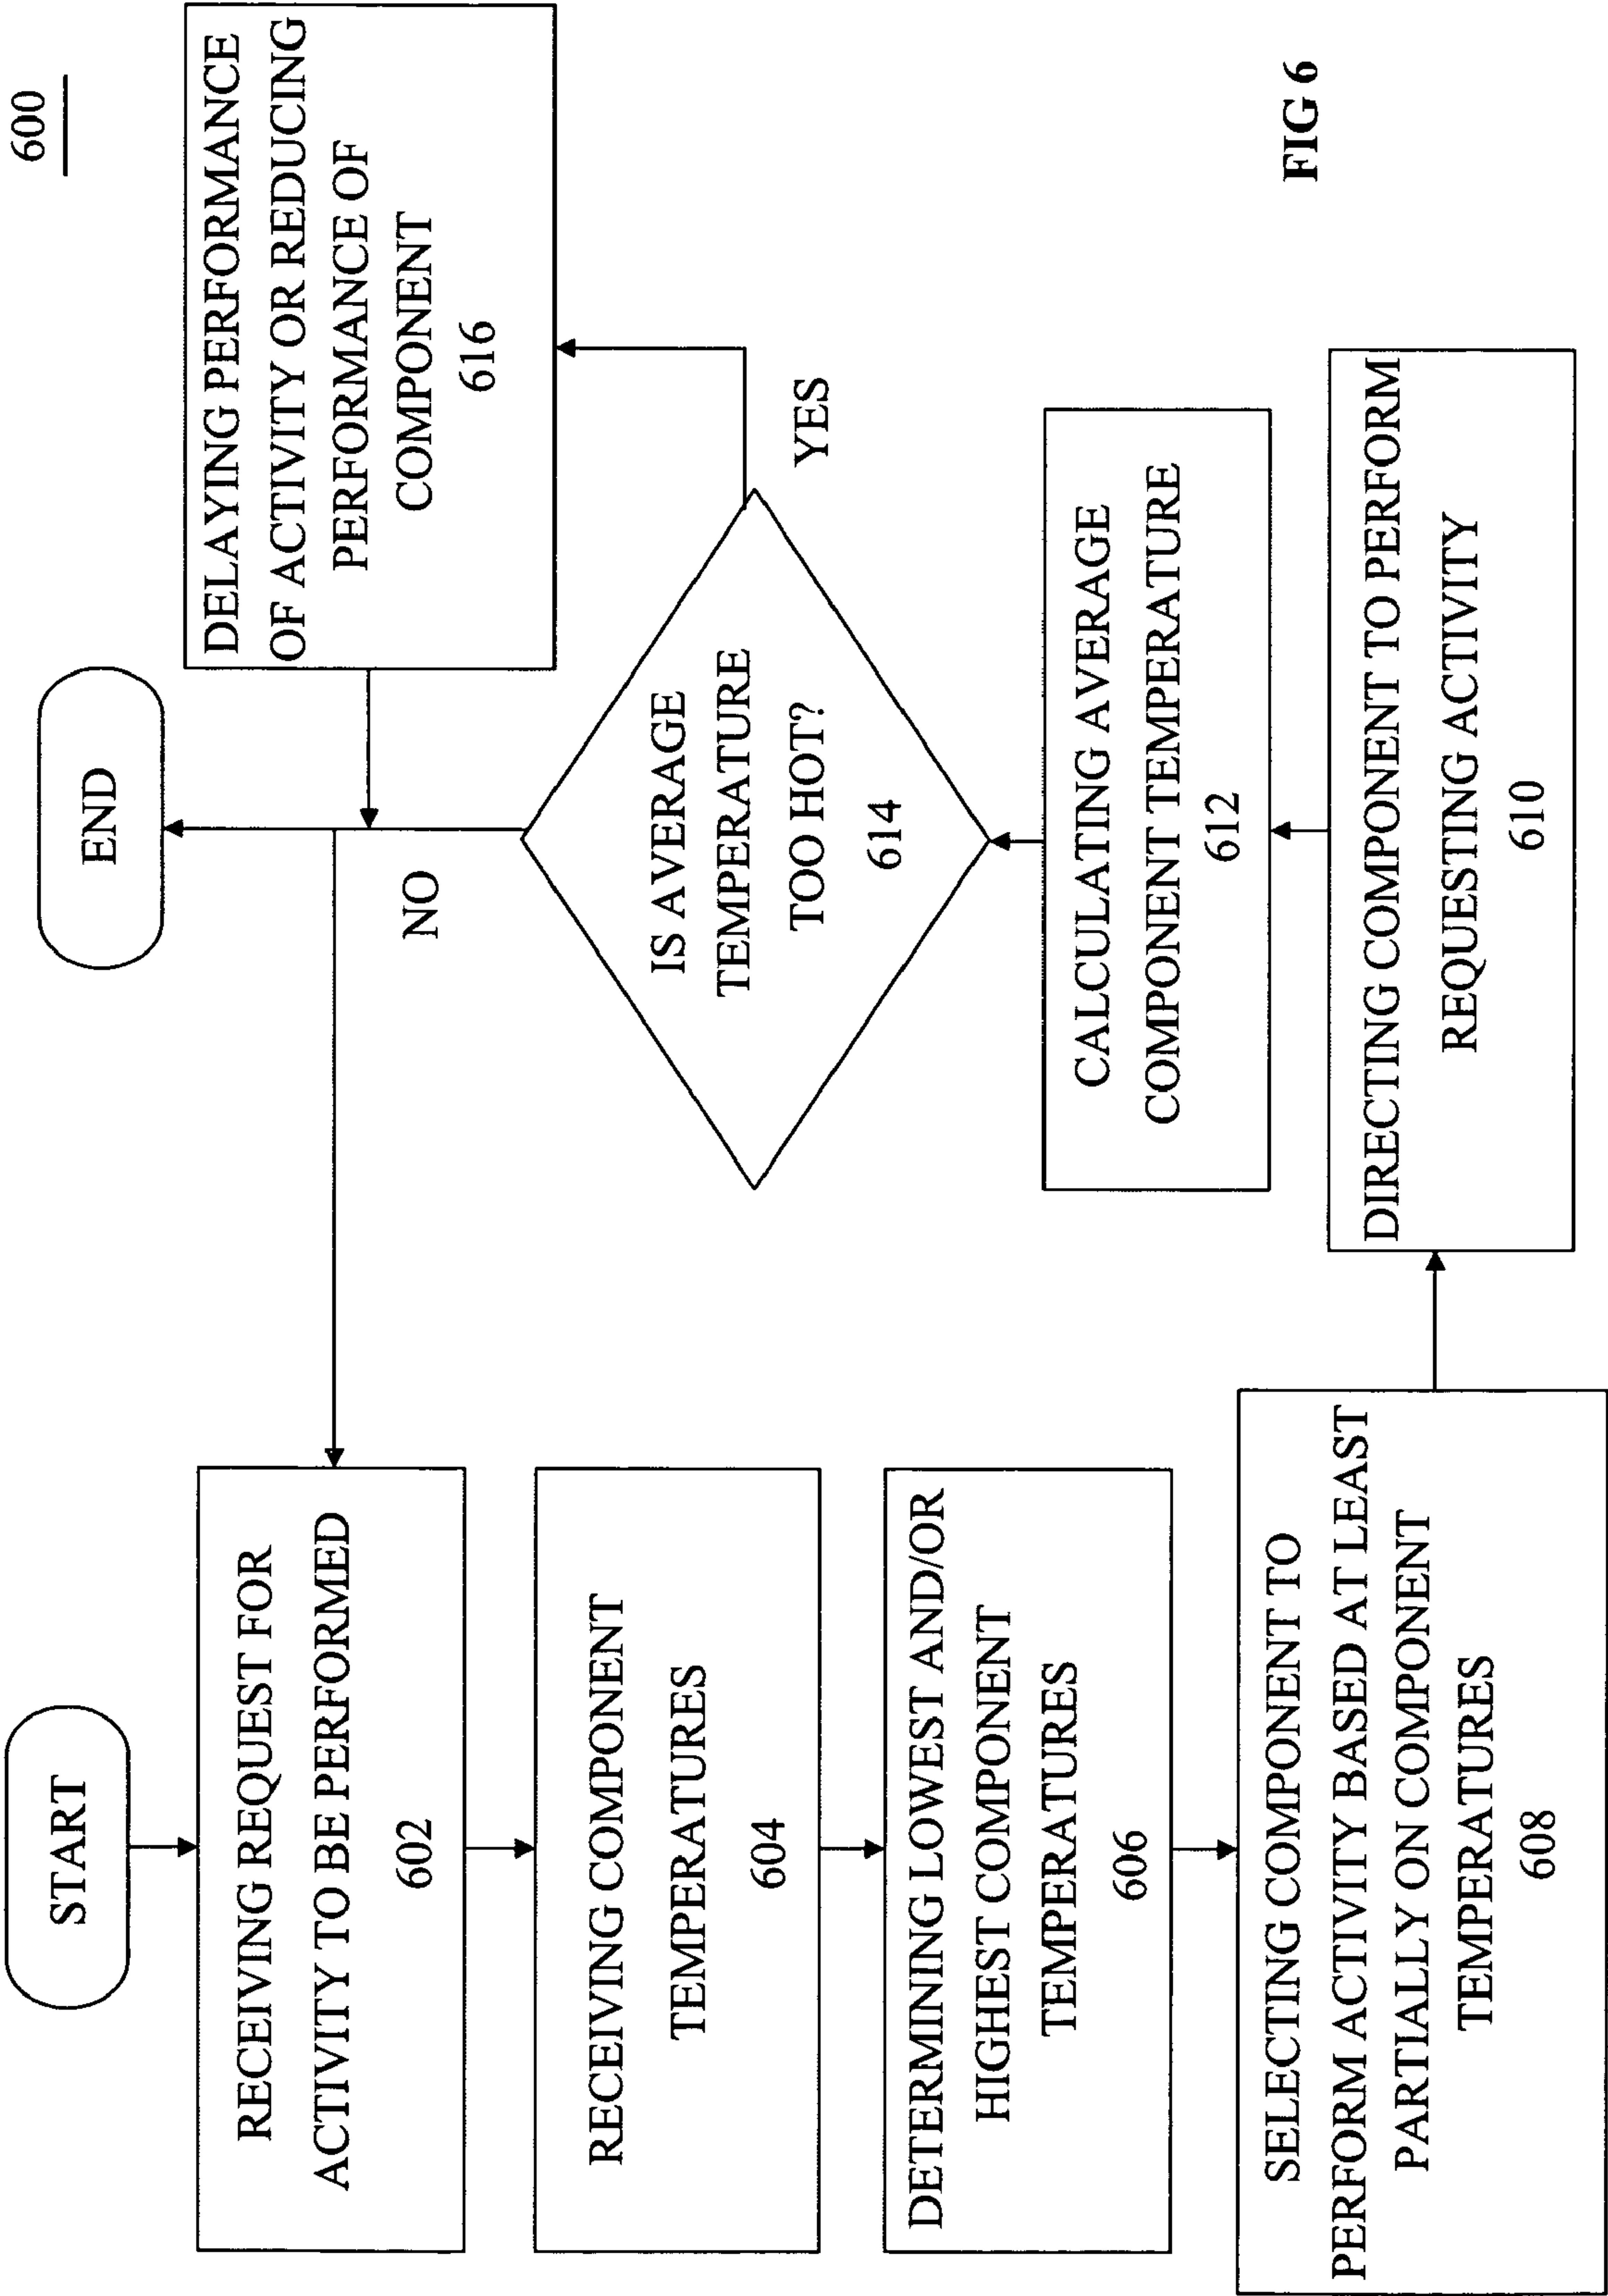 600
START
RECEIVING REQUEST FOR
ACTIVITY TO BE PERFORMED
602
RECEIVING COMPONENT
TEMPERATURES
604
DETERMINING LOWEST AND/OR
HIGHEST COMPONENT
TEMPERATURES
606
SELECTING COMPONENT TO
PERFORM ACTIVITY BASED AT LEAST
PARTIALLY ON COMPONENT
TEMPERATURES
608
DIRECTING COMPONENT TO PERFORM
REQUESTING ACTIVITY
610
CALCULATING AVERAGE
COMPONENT TEMPERATURE
612
IS AVERAGE
TEMPERATURE
TOO HOT?
614
YES
NO
DELAYING PERFORMANCE
OF ACTIVITY OR REDUCING
PERFORMANCE OF
COMPONENT
616
END
FIG 6